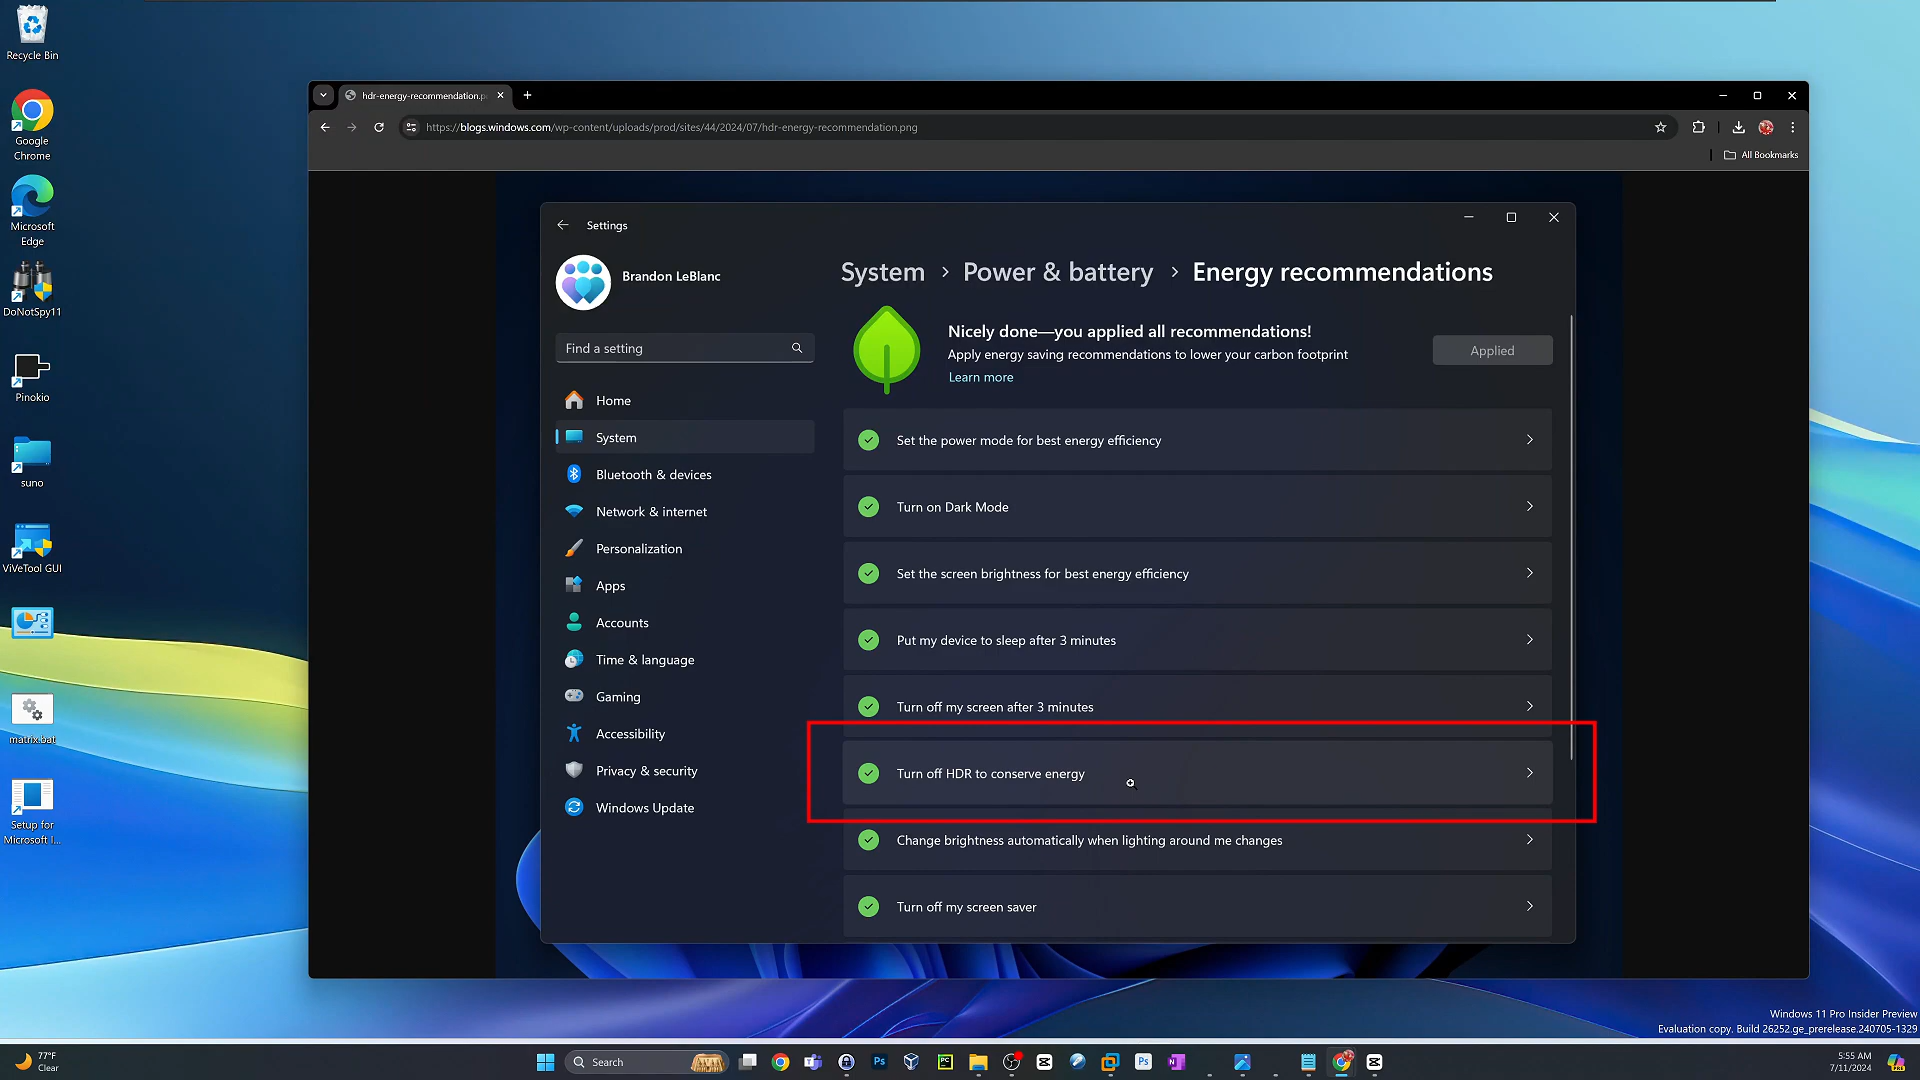 Recycle Bin
Google
Chrome
Microsoft
Edge
DoNotSpy11
Pinokio
suno
ViVeTool GUI
matrix.bat
Setup for
Microsoft I...
hdr-energy-recommendation.p
https://blogs.windows.com/wp-content/uploads/prod/sites/44/2024/07/hdr-energy-recommendation.png
All Bookmarks
Settings
Brandon LeBlanc
Find a setting
Home
System
Bluetooth & devices
Network & internet
Personalization
Apps
Accounts
Time & language
Gaming
Accessibility
Privacy & security
Windows Update
System > Power & battery > Energy recommendations
Nicely done—you applied all recommendations!
Apply energy saving recommendations to lower your carbon footprint
Learn more
Applied
Set the power mode for best energy efficiency
Turn on Dark Mode
Set the screen brightness for best energy efficiency
Put my device to sleep after 3 minutes
Turn off my screen after 3 minutes
Turn off HDR to conserve energy
Change brightness automatically when lighting around me changes
Turn off my screen saver
Windows 11 Pro Insider Preview
Evaluation copy. Build 26252.ge_prerelease.240705-1329
77°F
Clear
Search
5:55 AM
7/11/2024